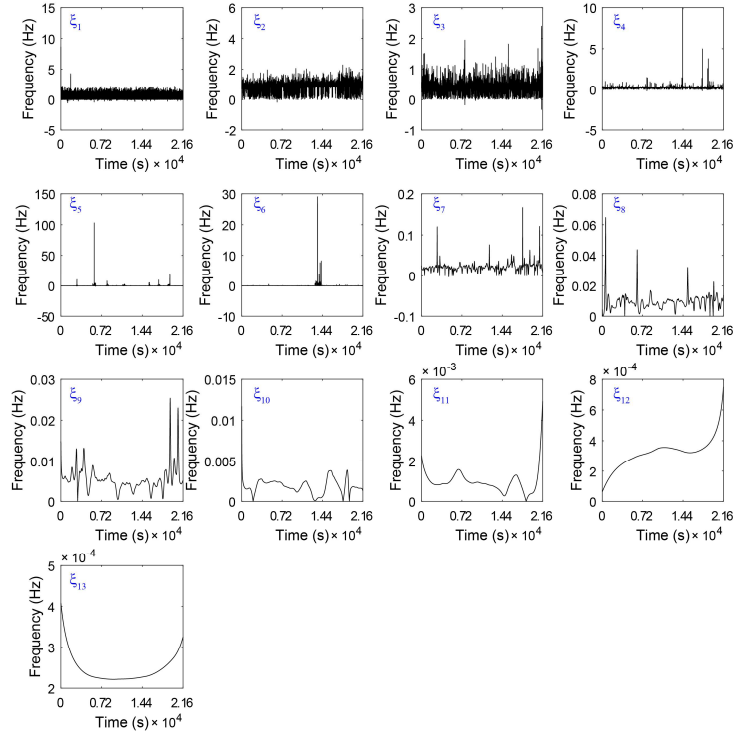 15 ξ1
10
5
0
-5
Frequency (Hz)
0 0.72 1.44 2.16
Time (s) × 10^4
6 ξ2
4
2
0
-2
Frequency (Hz)
0 0.72 1.44 2.16
Time (s) × 10^4
3 ξ3
2
1
0
-1
Frequency (Hz)
0 0.72 1.44 2.16
Time (s) × 10^4
10 ξ4
5
0
-5
Frequency (Hz)
0 0.72 1.44 2.16
Time (s) × 10^4
150 ξ5
100
50
0
-50
Frequency (Hz)
0 0.72 1.44 2.16
Time (s) × 10^4
30 ξ6
20
10
0
-10
Frequency (Hz)
0 0.72 1.44 2.16
Time (s) × 10^4
0.2 ξ7
0.1
0
-0.1
Frequency (Hz)
0 0.72 1.44 2.16
Time (s) × 10^4
0.08 ξ8
0.06
0.04
0.02
0
Frequency (Hz)
0 0.72 1.44 2.16
Time (s) × 10^4
0.03 ξ9
0.02
0.01
0
Frequency (Hz)
0 0.72 1.44 2.16
Time (s) × 10^4
0.015 ξ10
0.01
0.005
0
Frequency (Hz)
0 0.72 1.44 2.16
Time (s) × 10^4
× 10^-3
6 ξ11
4
2
0
Frequency (Hz)
0 0.72 1.44 2.16
Time (s) × 10^4
× 10^-4
8 ξ12
6
4
2
0
Frequency (Hz)
0 0.72 1.44 2.16
Time (s) × 10^4
× 10^4
5 ξ13
4
3
2
Frequency (Hz)
0 0.72 1.44 2.16
Time (s) × 10^4